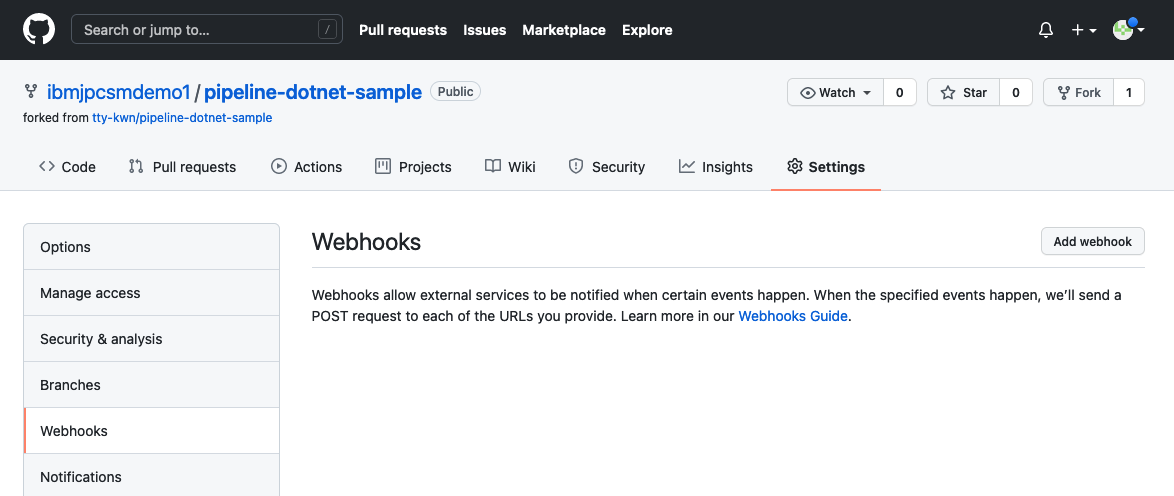 Search or jump to... / Pull requests Issues Marketplace Explore
ibmjpcsmdemo1 / pipeline-dotnet-sample Public Watch 0 Star 0 Fork 1
forked from tty-kwn/pipeline-dotnet-sample
Code Pull requests Actions Projects Wiki Security Insights Settings
Options
Manage access
Security & analysis
Branches
Webhooks
Notifications
Webhooks Add webhook
Webhooks allow external services to be notified when certain events happen. When the specified events happen, we’ll send a
POST request to each of the URLs you provide. Learn more in our Webhooks Guide.